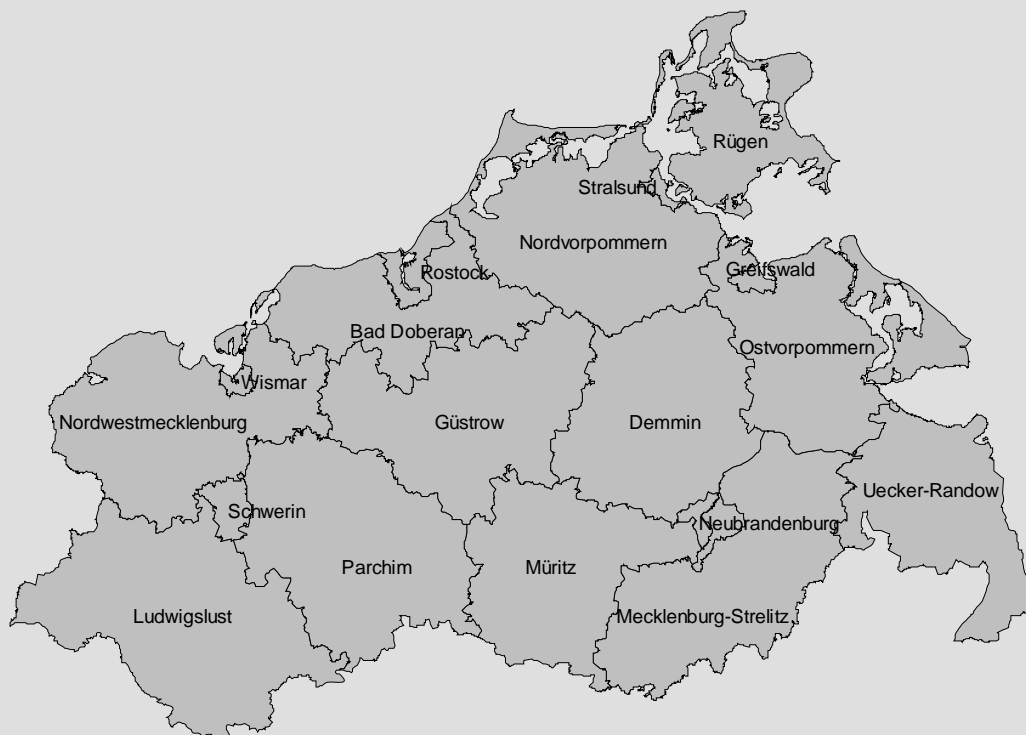 Rügen
Stralsund
Nordvorpommern
Rostock
Greifswald
Bad Doberan
Ostvorpommern
Wismar
Nordwestmecklenburg
Güstrow
Demmin
Uecker-Randow
Schwerin
Neubrandenburg
Parchim
Müritz
Ludwigslust
Mecklenburg-Strelitz